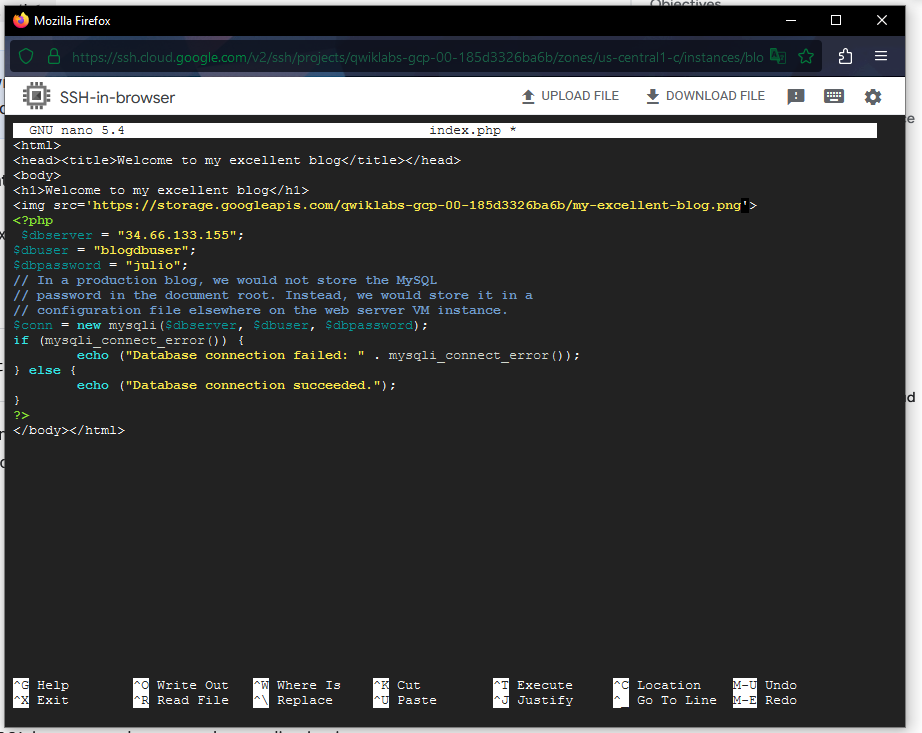 Objectives
Mozilla Firefox
https://ssh.cloud.google.com/v2/ssh/projects/qwiklabs-gcp-00-185d3326ba6b/zones/us-central1-c/instances/blo
SSH-in-browser
UPLOAD FILE
DOWNLOAD FILE
GNU nano 5.4 index.php *
<html>
<head><title>Welcome to my excellent blog</title></head>
<body>
<h1>Welcome to my excellent blog</h1>
<img src='https://storage.googleapis.com/qwiklabs-gcp-00-185d3326ba6b/my-excellent-blog.png'>
<?php
$dbserver = "34.66.133.155";
$dbuser = "blogdbuser";
$dbpassword = "julio";
// In a production blog, we would not store the MySQL
// password in the document root. Instead, we would store it in a
// configuration file elsewhere on the web server VM instance.
$conn = new mysqli($dbserver, $dbuser, $dbpassword);
if (mysqli_connect_error()) {
echo ("Database connection failed: " . mysqli_connect_error());
} else {
echo ("Database connection succeeded.");
}
?>
</body></html>
^G Help ^O Write Out ^W Where Is ^K Cut ^T Execute ^C Location M-U Undo
^X Exit ^R Read File ^\ Replace ^U Paste ^J Justify ^_ Go To Line M-E Redo